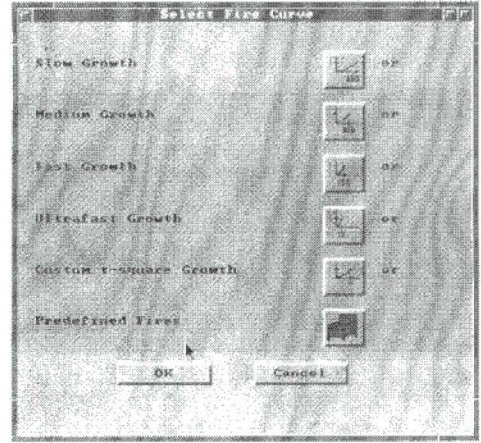 Select Fire Curve
Slow Growth or
Medium Growth or
Fast Growth or
Ultrafast Growth or
Custom t-square Growth or
Predefined Fires
OK Cancel